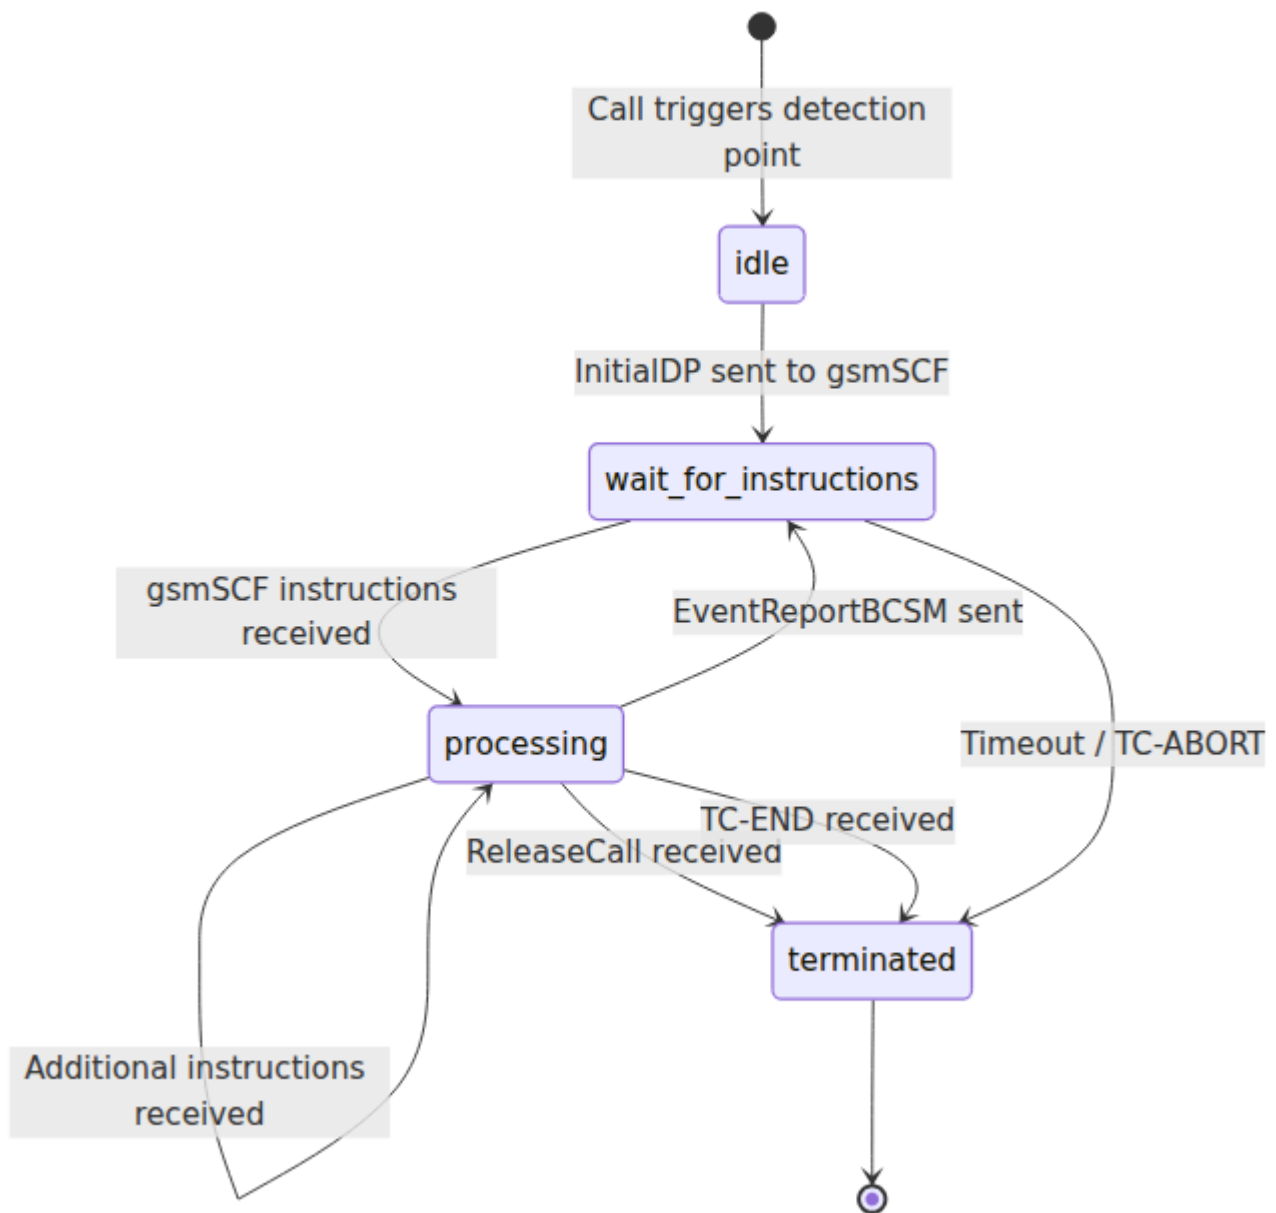 Call triggers detection
point
idle
InitialDP sent to gsmSCF
wait_for_instructions
gsmSCF instructions
received
EventReportBCSM sent
processing
Timeout / TC-ABORT
TC-END received
ReleaseCall received
terminated
Additional instructions
received